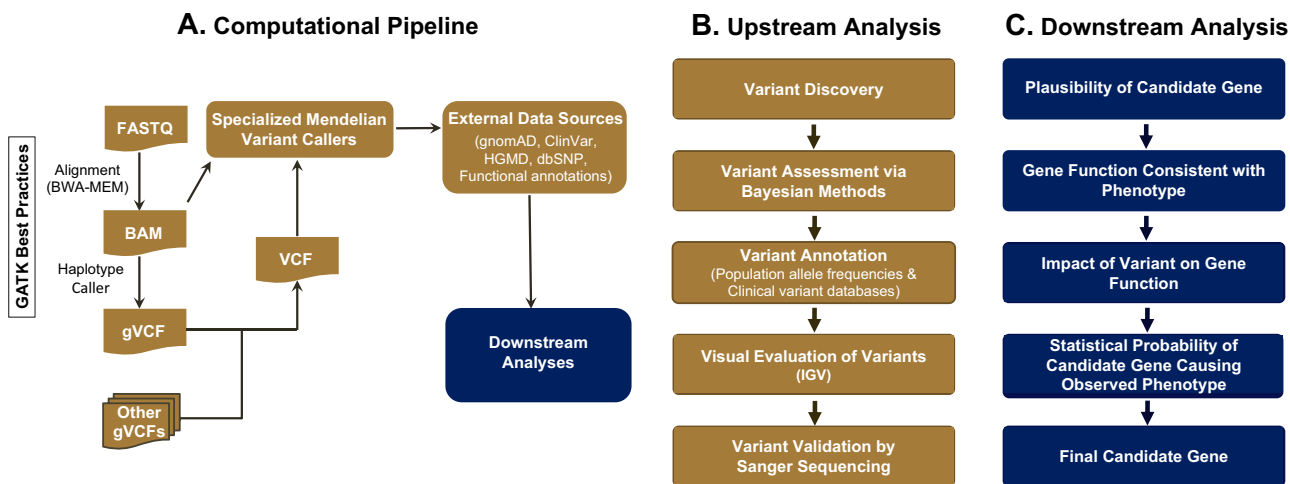 A. Computational Pipeline
GATK Best Practices
FASTQ
Alignment
(BWA-MEM)
BAM
Haplotype
Caller
gVCF
Other
gVCFs
Specialized Mendelian
Variant Callers
VCF
External Data Sources
(gnomAD, ClinVar,
HGMD, dbSNP,
Functional annotations)
Downstream
Analyses
B. Upstream Analysis
Variant Discovery
Variant Assessment via
Bayesian Methods
Variant Annotation
(Population allele frequencies &
Clinical variant databases)
Visual Evaluation of Variants
(IGV)
Variant Validation by
Sanger Sequencing
C. Downstream Analysis
Plausibility of Candidate Gene
Gene Function Consistent with
Phenotype
Impact of Variant on Gene
Function
Statistical Probability of
Candidate Gene Causing
Observed Phenotype
Final Candidate Gene